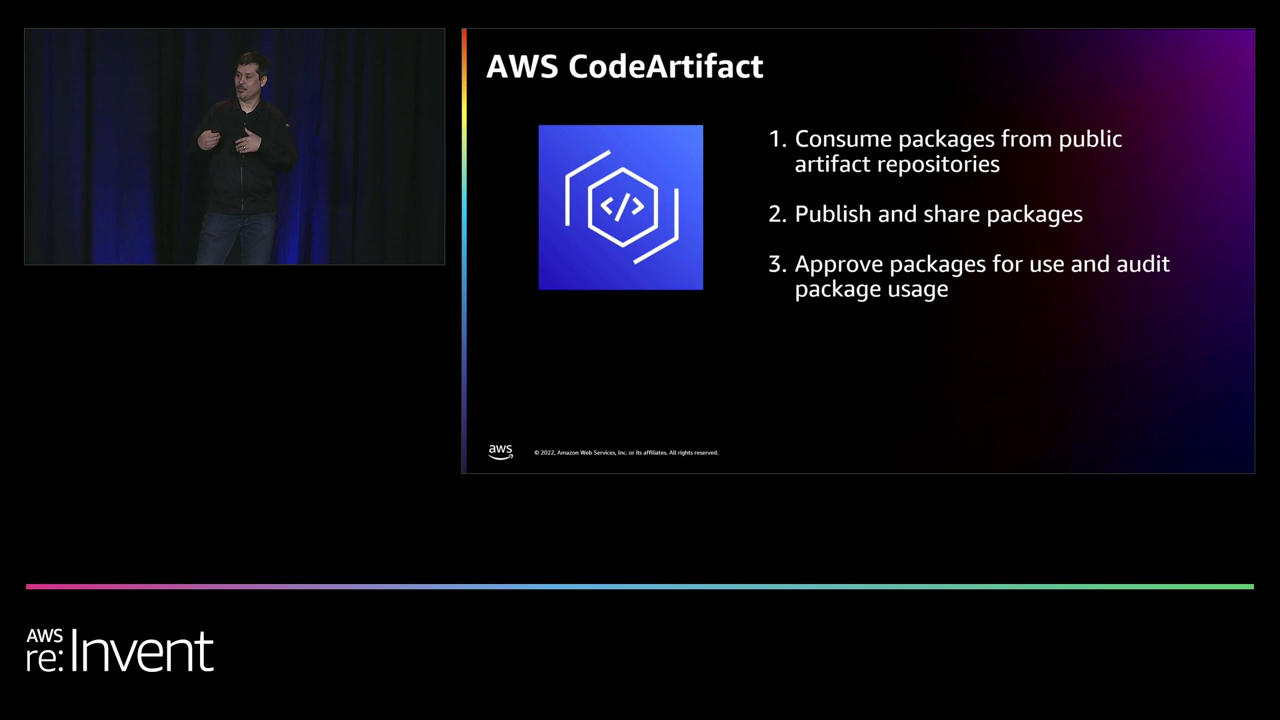 AWS CodeArtifact
1. Consume packages from public
artifact repositories
2. Publish and share packages
3. Approve packages for use and audit
package usage
aws
© 2022, Amazon Web Services, Inc. or its affiliates. All rights reserved.
AWS
re:Invent